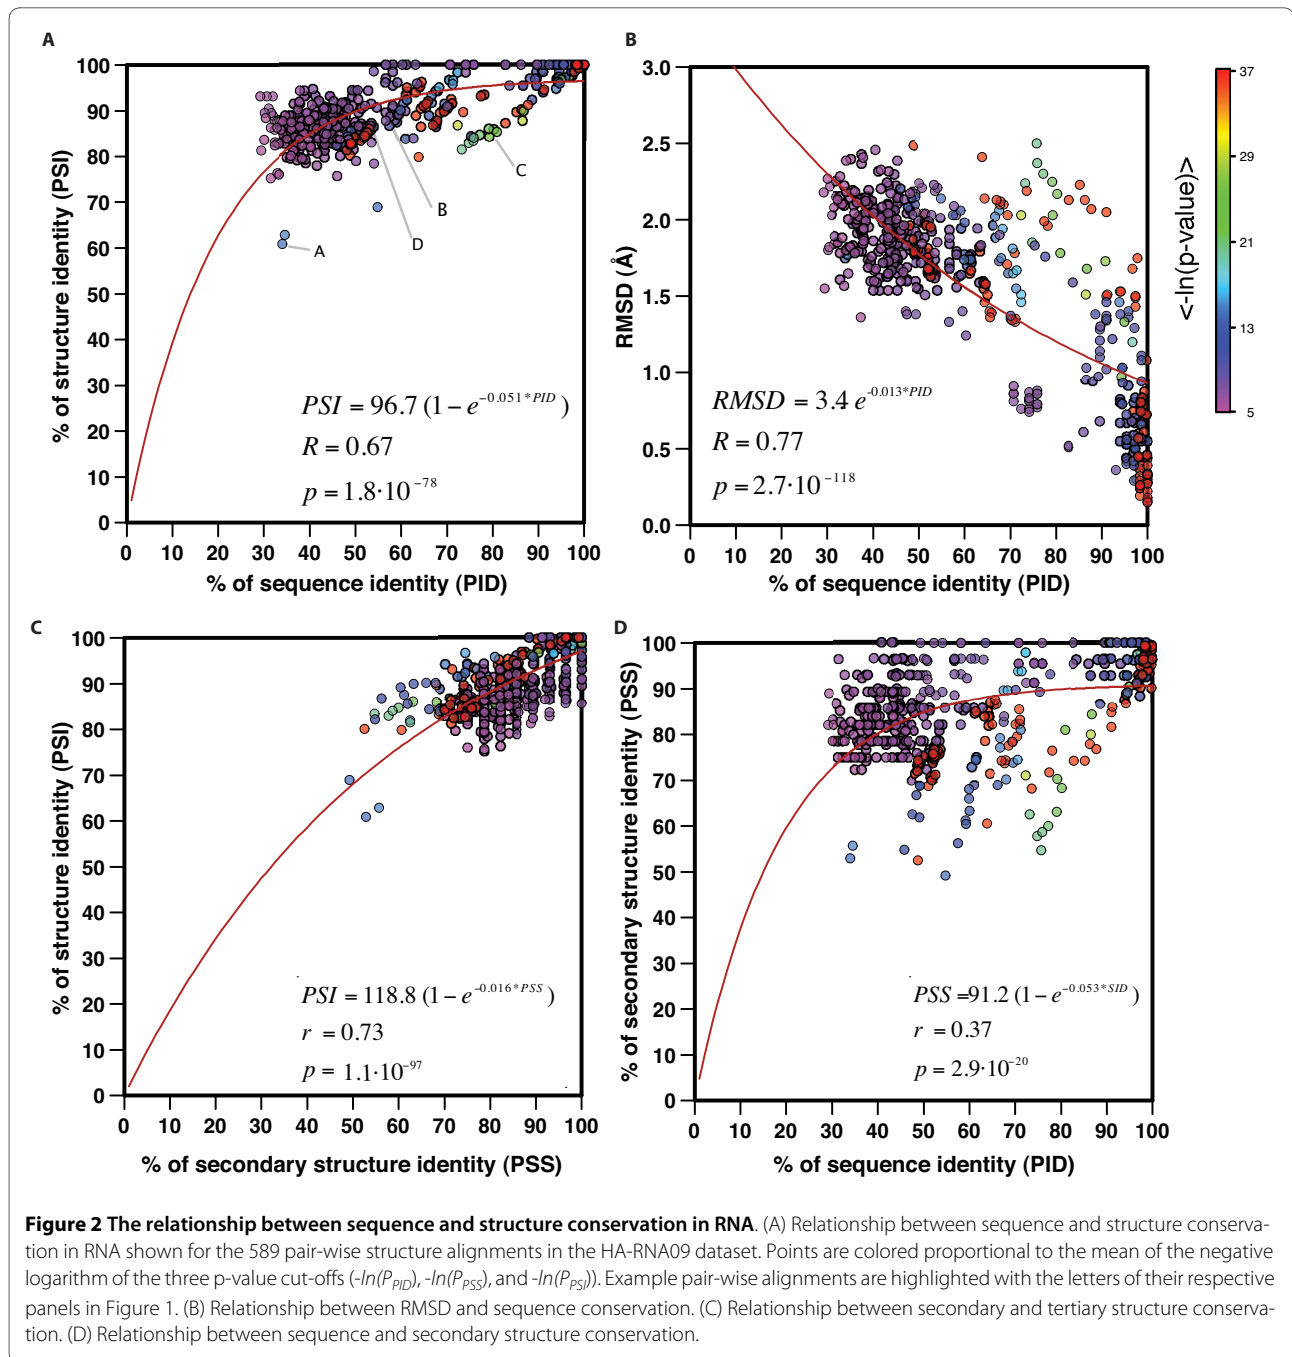 A
100
90
80
70
60
50
40
30
20
10
0
% of structure identity (PSI)
A
B
C
D
PSI = 96.7 (1 – e^-0.051*PID)
R = 0.67
p = 1.8·10^-78
0 10 20 30 40 50 60 70 80 90 100
% of sequence identity (PID)
B
3.0
2.5
2.0
1.5
1.0
0.5
0.0
RMSD (Å)
RMSD = 3.4 e^-0.013*PID
R = 0.77
p = 2.7·10^-118
0 10 20 30 40 50 60 70 80 90 100
% of sequence identity (PID)
<-ln(p-value)>
37
29
21
13
5
C
100
90
80
70
60
50
40
30
20
10
0
% of structure identity (PSI)
PSI = 118.8 (1 – e^-0.016*PSS)
r = 0.73
p = 1.1·10^-97
0 10 20 30 40 50 60 70 80 90 100
% of secondary structure identity (PSS)
D
100
90
80
70
60
50
40
30
20
10
0
% of secondary structure identity (PSS)
PSS =91.2 (1 – e^-0.053*SID)
r = 0.37
p = 2.9·10^-20
0 10 20 30 40 50 60 70 80 90 100
% of sequence identity (PID)
Figure 2 The relationship between sequence and structure conservation in RNA. (A) Relationship between sequence and structure conserva-
tion in RNA shown for the 589 pair-wise structure alignments in the HA-RNA09 dataset. Points are colored proportional to the mean of the negative
logarithm of the three p-value cut-offs (-ln(P_PID), -ln(P_PSS), and -ln(P_PSI)). Example pair-wise alignments are highlighted with the letters of their respective
panels in Figure 1. (B) Relationship between RMSD and sequence conservation. (C) Relationship between secondary and tertiary structure conserva-
tion. (D) Relationship between sequence and secondary structure conservation.